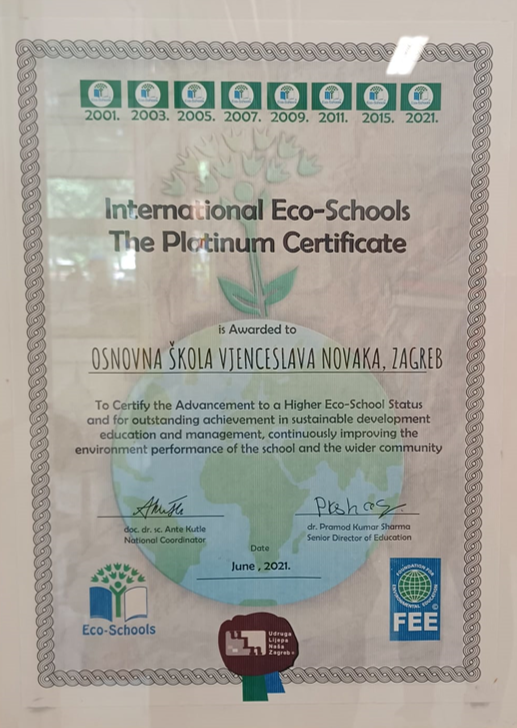 2001. 2003. 2005. 2007. 2009. 2011. 2015. 2021.
International Eco-Schools
The Platinum Certificate
is Awarded to
OSNOVNA ŠKOLA VJENCESLAVA NOVAKA, ZAGREB
To Certify the Advancement to a Higher Eco-School Status
and for outstanding achievement in sustainable development
education and management, continuously improving the
environment performance of the school and the wider community
doc. dr. sc. Ante Kutle
National Coordinator
dr. Pramod Kumar Sharma
Senior Director of Education
Date
June , 2021.
Eco-Schools
Udruga
Lijepa
Naša
Zagreb
FOUNDATION FOR
ENVIRONMENTAL EDUCATION
FEE